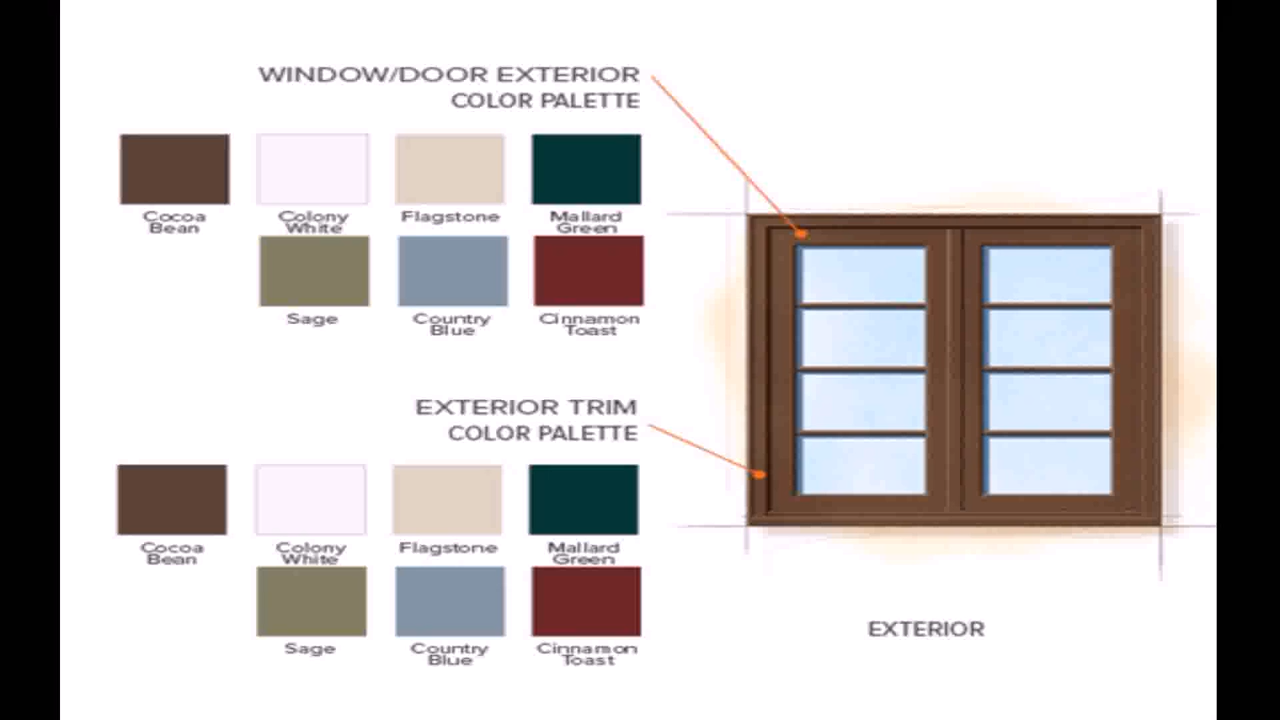 WINDOW/DOOR EXTERIOR
COLOR PALETTE
Cocoa
Bean
Colony
White
Flagstone
Mallard
Green
Sage
Country
Blue
Cinnamon
Toast
EXTERIOR TRIM
COLOR PALETTE
Cocoa
Bean
Colony
White
Flagstone
Mallard
Green
Sage
Country
Blue
Cinnamon
Toast
EXTERIOR